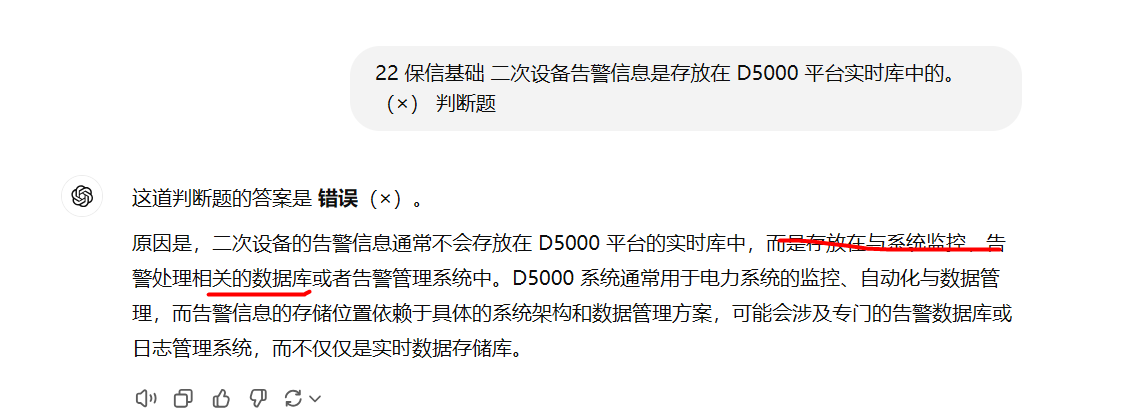 22 保信基础 二次设备告警信息是存放在 D5000 平台实时库中的。
（×） 判断题
这道判断题的答案是 错误（×）。
原因是，二次设备的告警信息通常不会存放在 D5000 平台的实时库中，而是存放在与系统监控、告
警处理相关的数据库或者告警管理系统中。D5000 系统通常用于电力系统的监控、自动化与数据管
理，而告警信息的存储位置依赖于具体的系统架构和数据管理方案，可能会涉及专门的告警数据库或
日志管理系统，而不仅仅是实时数据存储库。